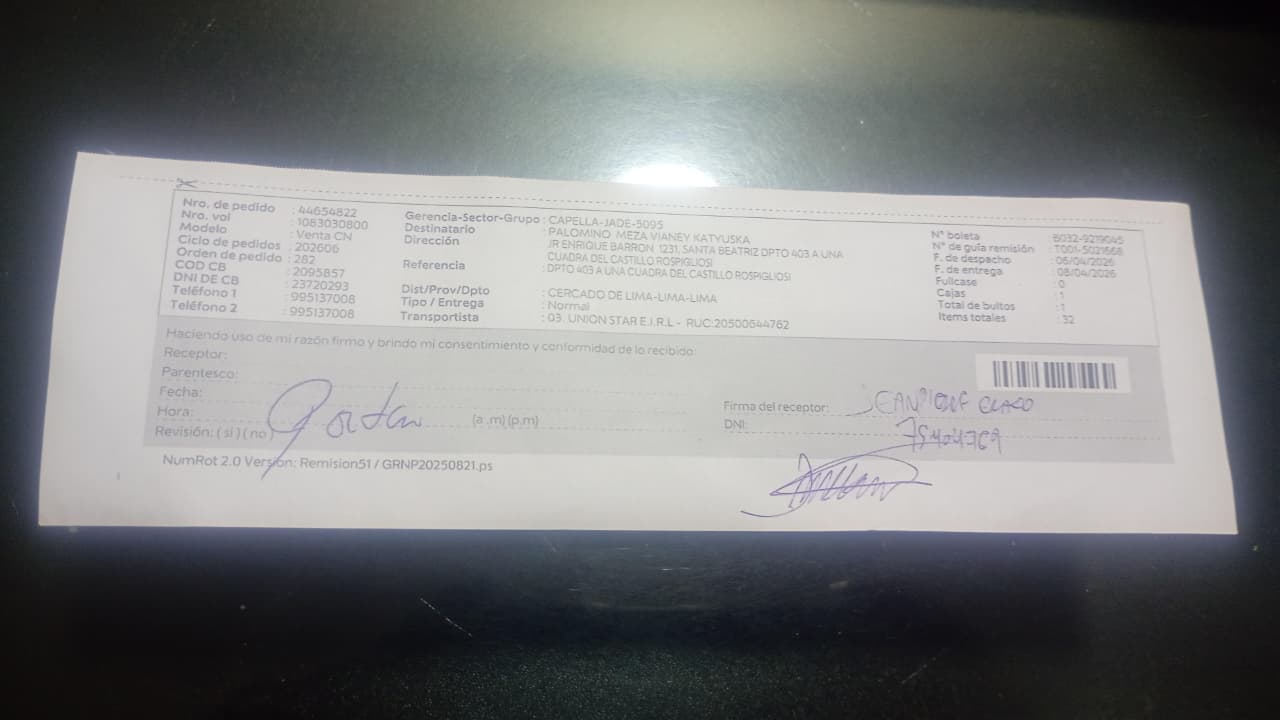 Nro. de pedido : 44654822
Nro. vol : 1083030800
Modelo : Venta CN
Ciclo de pedidos : 202606
Orden de pedido : 282
COD CB : 2095857
DNI DE CB : 23720293
Teléfono 1 : 995137008
Teléfono 2 : 995137008
Gerencia-Sector-Grupo : CAPELLA-JADE-5095
Destinatario : PALOMINO MEZA VIANEY KATYUSKA
Dirección : JR ENRIQUE BARRON 1231, SANTA BEATRIZ DPTO 403 A UNA
CUADRA DEL CASTILLO ROSPIGLIOSI
Referencia : DPTO 403 A UNA CUADRA DEL CASTILLO ROSPIGLIOSI
Dist/Prov/Dpto : CERCADO DE LIMA-LIMA-LIMA
Tipo / Entrega : Normal
Transportista : 03. UNION STAR E.I.R.L - RUC:20500644762
N° boleta : B032-9219045
N° de guía remisión : T001-5021668
F. de despacho : 06/04/2026
F. de entrega : 08/04/2026
Fullcase : 0
Cajas : 1
Total de bultos : 1
Items totales : 32
Haciendo uso de mi razón firmo y brindo mi consentimiento y conformidad de lo recibido:
Receptor:
Parentesco:
Fecha:
Hora: (a .m) (p.m)
Revisión: ( si ) ( no )
Firma del receptor:
DNI:
NumRot 2.0 Version: Remision51 / GRNP20250821.ps